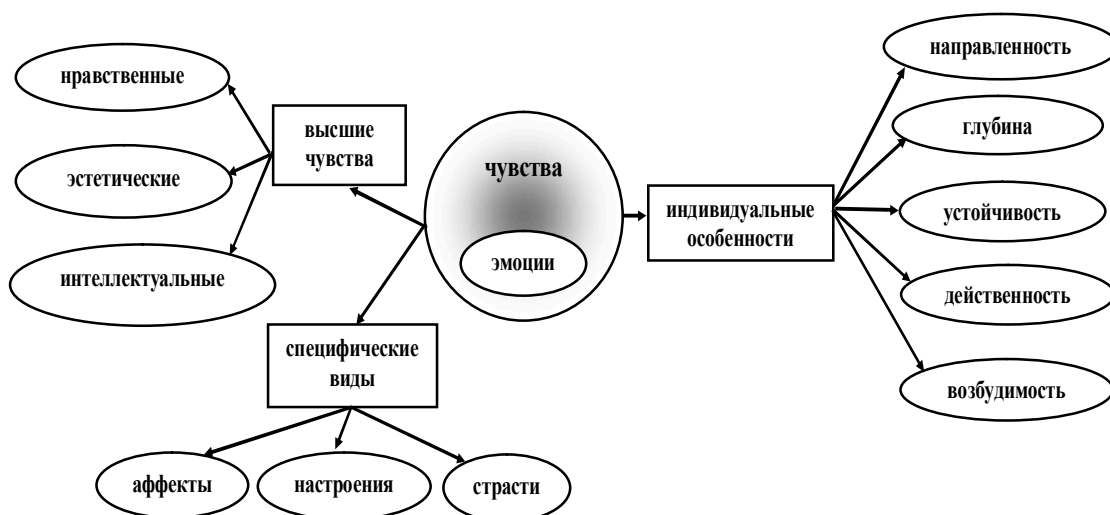 нравственные
эстетические
интеллектуальные
высшие
чувства
чувства
эмоции
специфические
виды
аффекты
настроения
страсти
индивидуальные
особенности
направленность
глубина
устойчивость
действенность
возбудимость